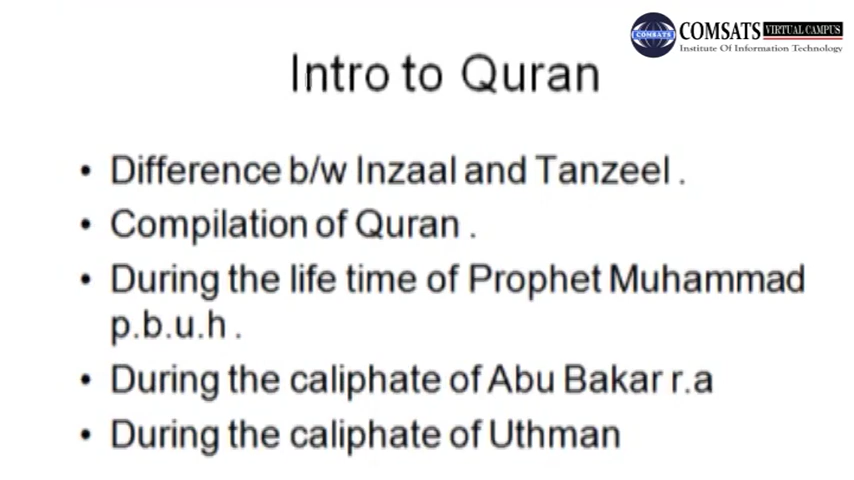 COMSATS
COMSATS VIRTUAL CAMPUS
Institute Of Information Technology
Intro to Quran
• Difference b/w Inzaal and Tanzeel .
• Compilation of Quran .
• During the life time of Prophet Muhammad
p.b.u.h .
• During the caliphate of Abu Bakar r.a
• During the caliphate of Uthman